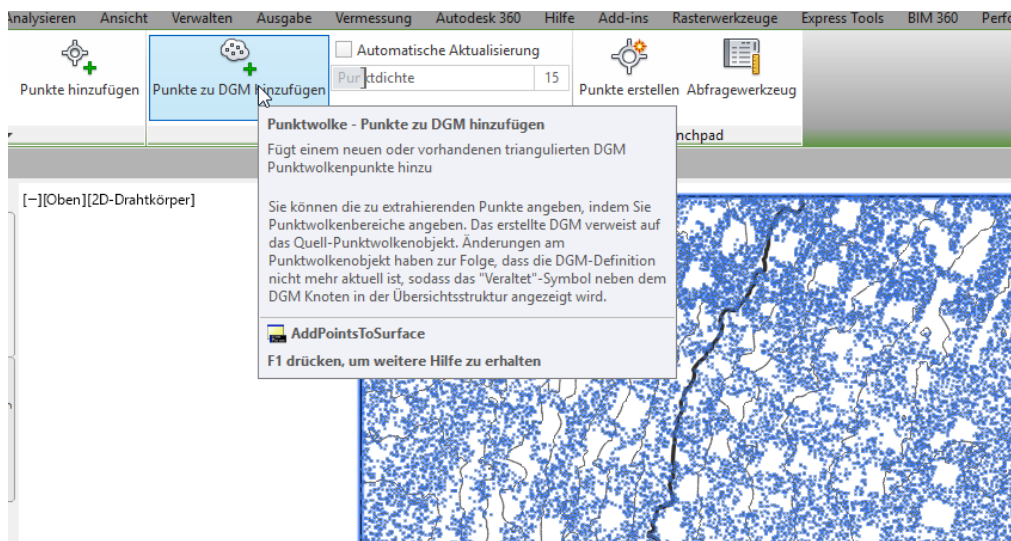 Analysieren Ansicht Verwalten Ausgabe Vermessung Autodesk 360 Hilfe Add-ins Rasterwerkzeuge Express Tools BIM 360
Automatische Aktualisierung
Punktdichte 15
Punkte hinzufügen Punkte zu DGM hinzufügen Punkte erstellen Abfragewerkzeug
Punktwolke - Punkte zu DGM hinzufügen
Fügt einem neuen oder vorhandenen triangulierten DGM
Punktwolkenpunkte hinzu
[−][Oben][2D-Drahtkörper]
Sie können die zu extrahierenden Punkte angeben, indem Sie
Punktwolkenbereiche angeben. Das erstellte DGM verweist auf
das Quell-Punktwolkenobjekt. Änderungen am
Punktwolkenobjekt haben zur Folge, dass die DGM-Definition
nicht mehr aktuell ist, sodass das "Veraltet"-Symbol neben dem
DGM Knoten in der Übersichtsstruktur angezeigt wird.
AddPointsToSurface
F1 drücken, um weitere Hilfe zu erhalten